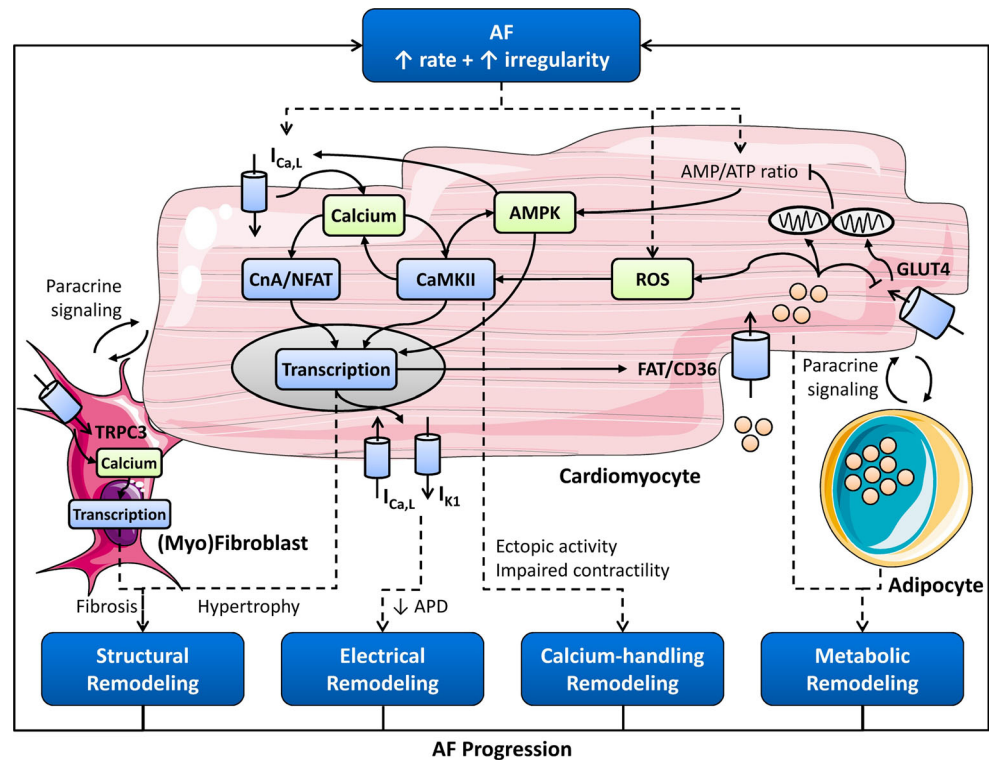 AF
↑ rate + ↑ irregularity
I Ca,L
AMP/ATP ratio
Calcium
AMPK
CnA/NFAT
CaMKII
ROS
GLUT4
Paracrine
signaling
Transcription
FAT/CD36
Paracrine
signaling
TRPC3
Calcium
Transcription
(Myo)Fibroblast
I Ca,L
I K1
Cardiomyocyte
Adipocyte
Ectopic activity
Impaired contractility
Fibrosis
Hypertrophy
↓ APD
Structural
Remodeling
Electrical
Remodeling
Calcium-handling
Remodeling
Metabolic
Remodeling
AF Progression